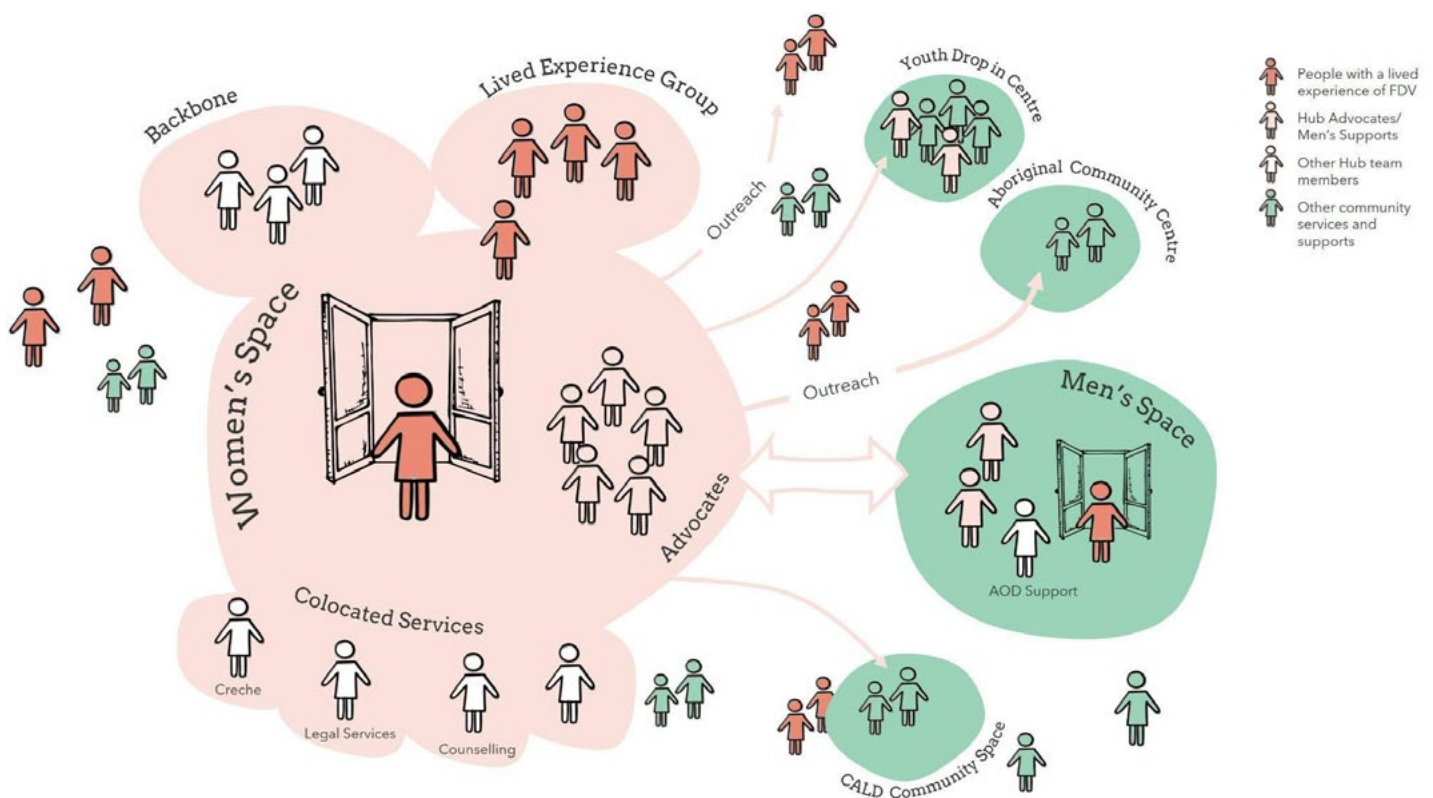 Backbone
Lived Experience Group
Youth Drop in Centre
Aboriginal Community Centre
Outreach
Outreach
Women's Space
Advocates
Men's Space
AOD Support
Colocated Services
Creche
Legal Services
Counselling
CALD Community Space
People with a lived
experience of FDV
Hub Advocates/
Men's Supports
Other Hub team
members
Other community
services and
supports